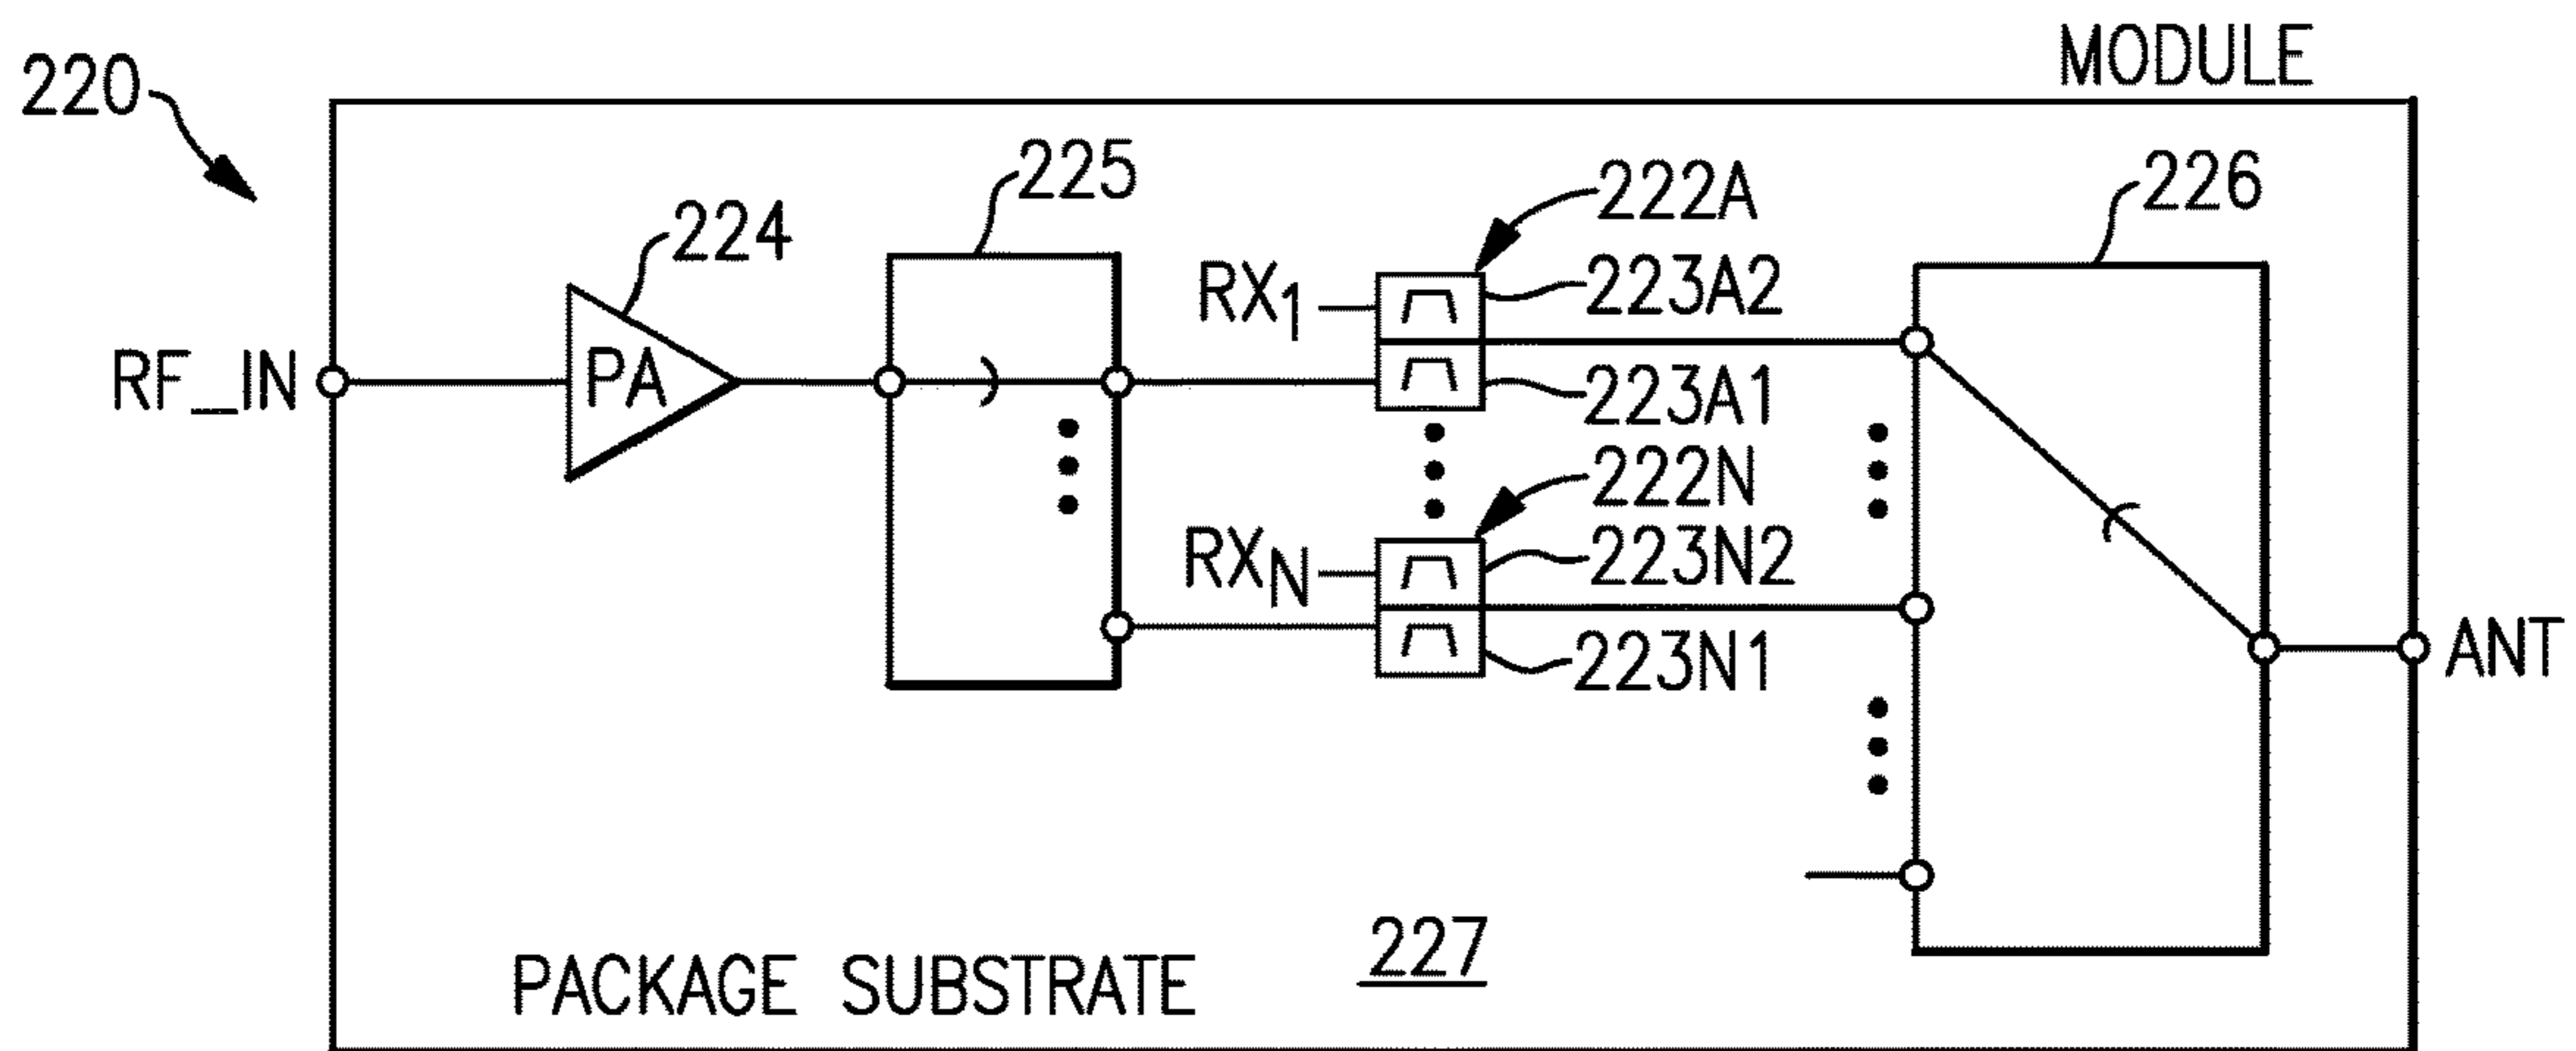 MODULE
220
225
222A
226
224
223A2
RX1
PA
RF_IN
223A1
222N
223N2
RXN
223N1
ANT
227
PACKAGE SUBSTRATE